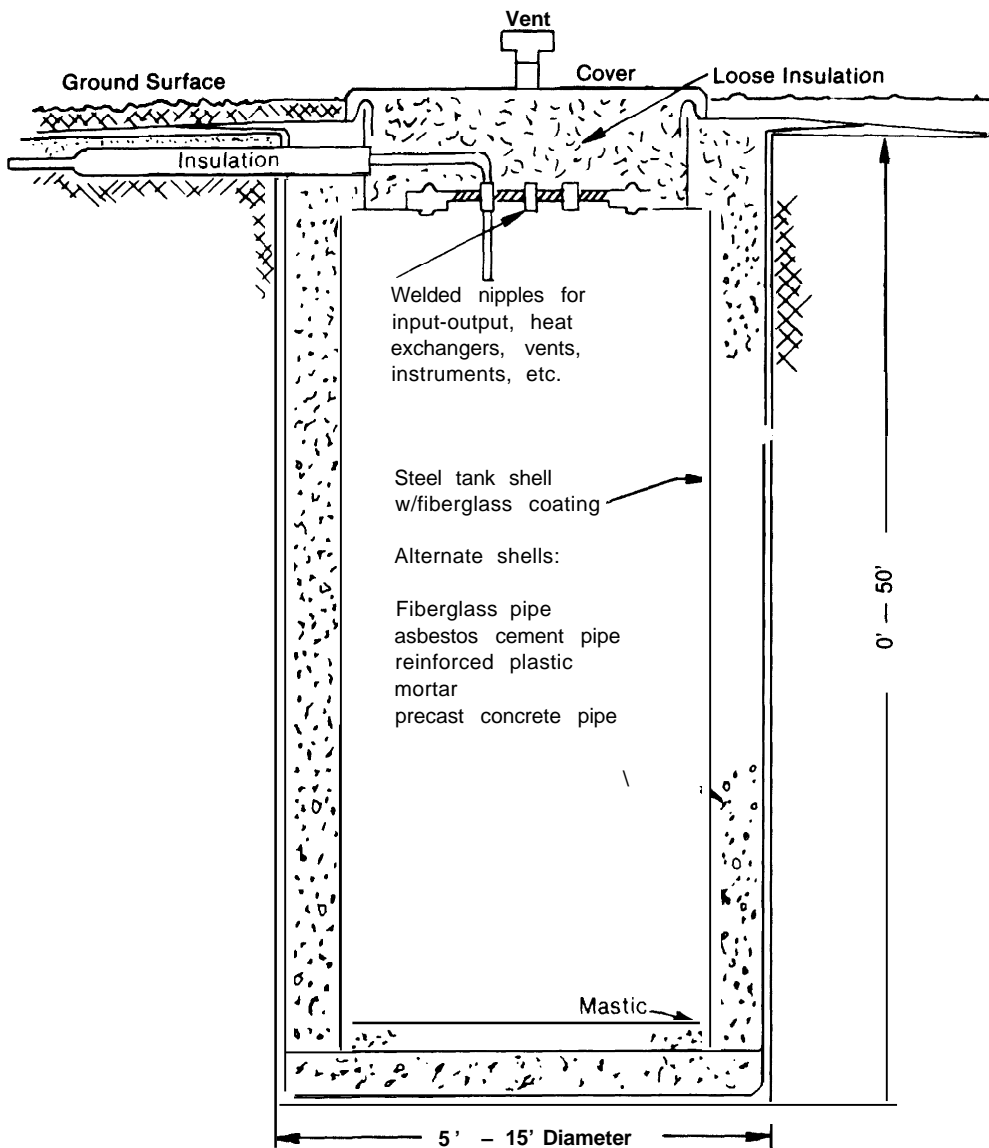 Vent
Ground Surface
Cover
Loose Insulation
Insulation
Welded nipples for
input-output, heat
exchangers, vents,
instruments, etc.
Steel tank shell
w/fiberglass coating
Alternate shells:
Fiberglass pipe
asbestos cement pipe
reinforced plastic
mortar
precast concrete pipe
0' — 50'
Mastic
5' – 15' Diameter